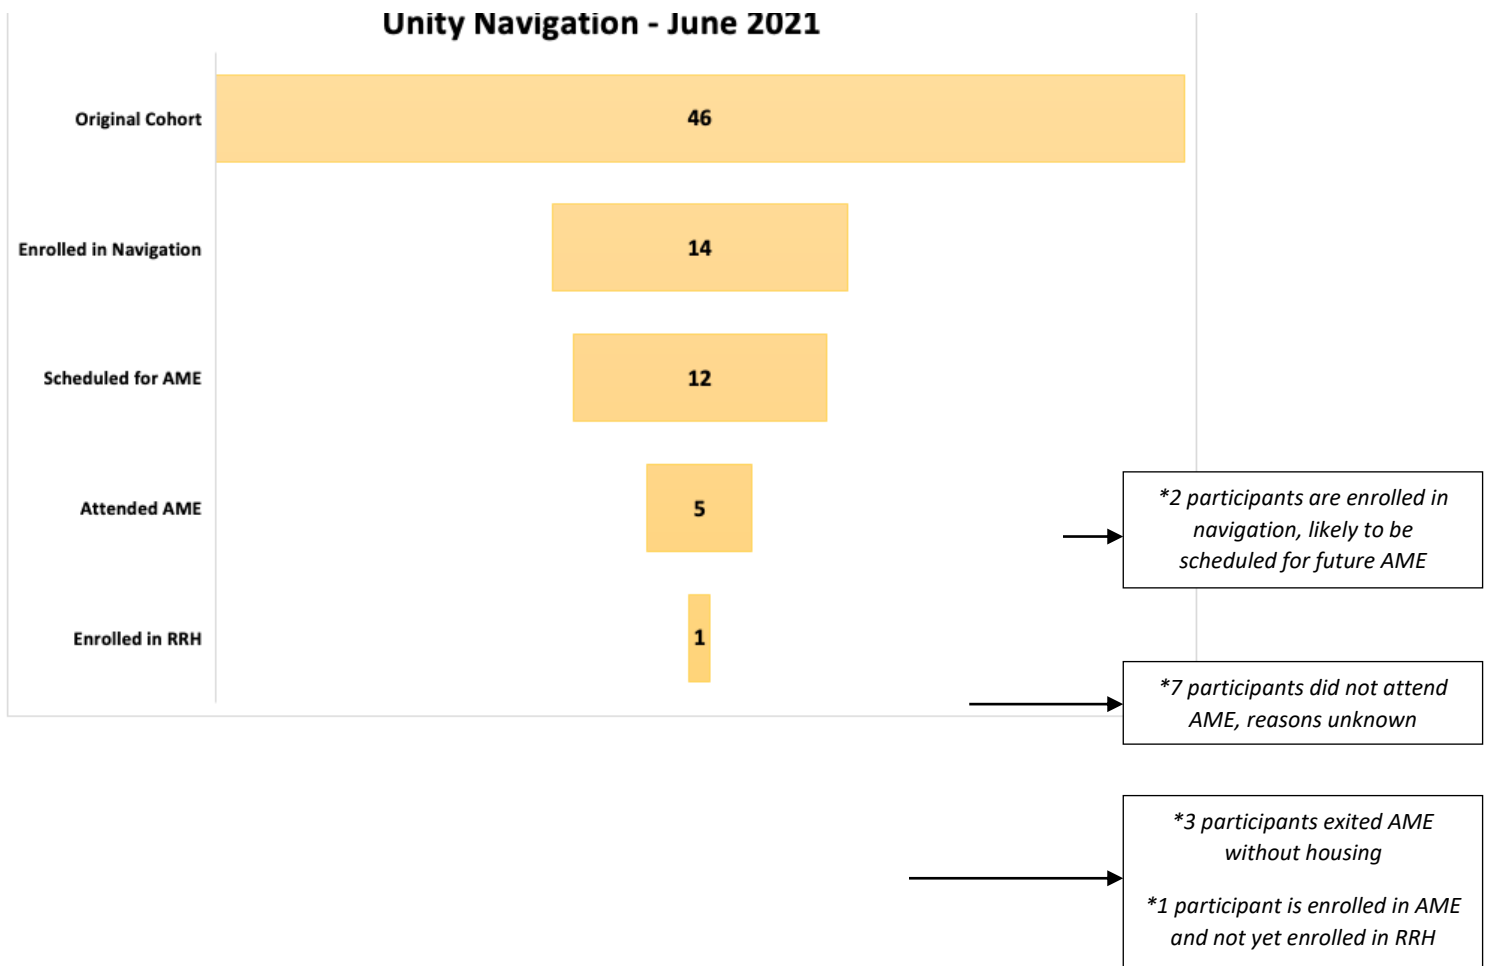 Unity Navigation - June 2021
Original Cohort
46
Enrolled in Navigation
14
Scheduled for AME
12
Attended AME
5
*2 participants are enrolled in
navigation, likely to be
scheduled for future AME
Enrolled in RRH
1
*7 participants did not attend
AME, reasons unknown
*3 participants exited AME
without housing
*1 participant is enrolled in AME
and not yet enrolled in RRH